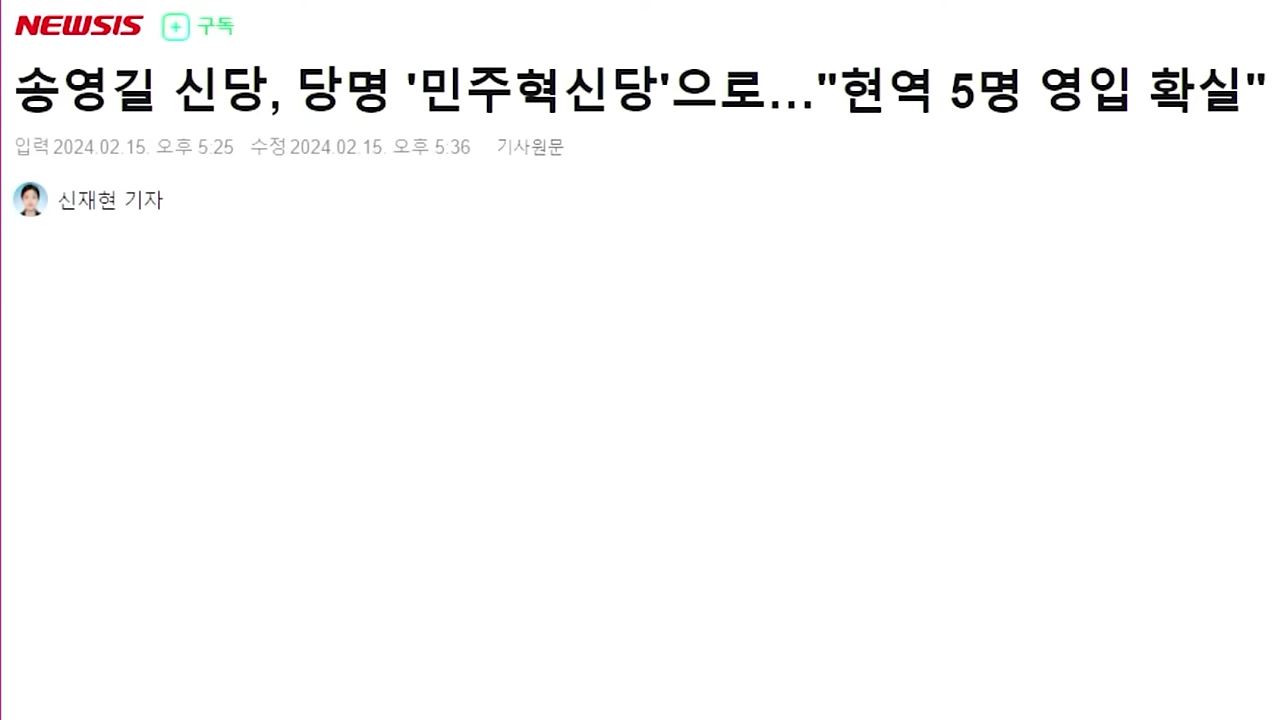 NEWSIS 구독
송영길 신당, 당명 '민주혁신당'으로..."현역 5명 영입 확실"
입력 2024.02.15. 오후 5:25 수정 2024.02.15. 오후 5:36 기사원문
신재현 기자